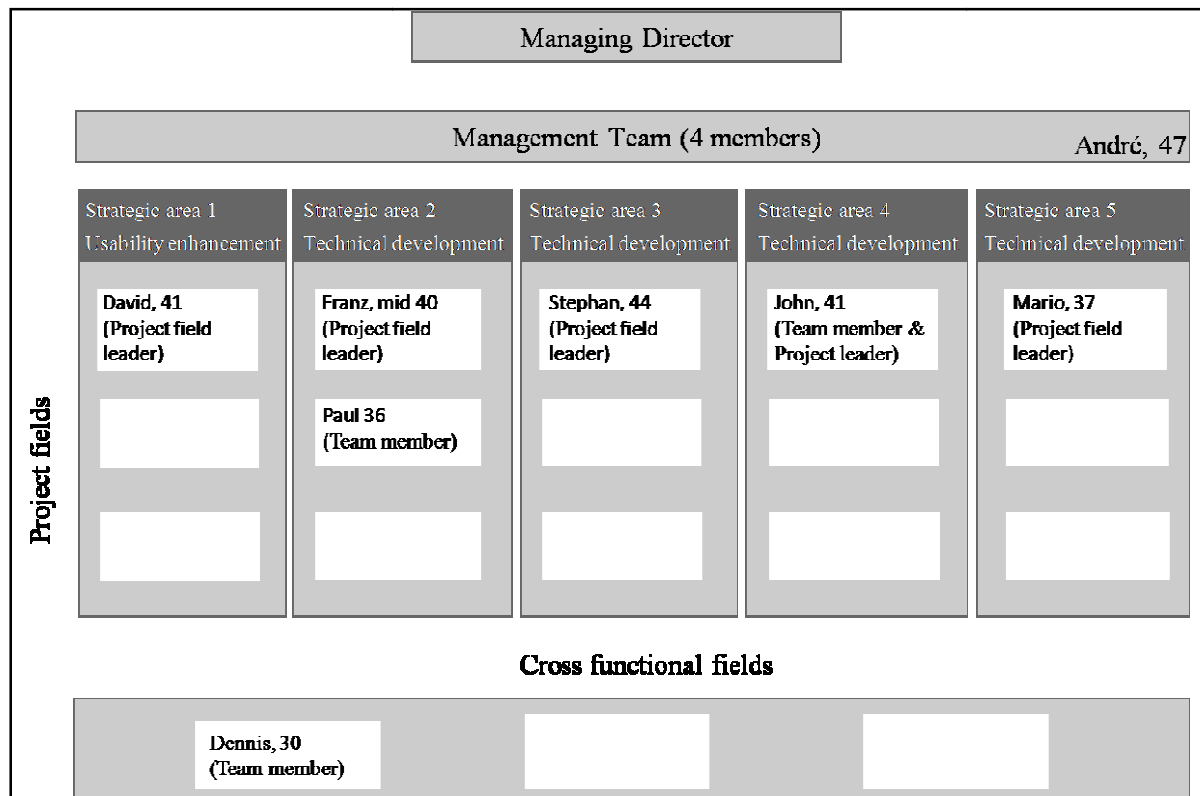 Managing Director
Management Team (4 members)
André, 47
Strategic area 1
Usability enhancement
Strategic area 2
Technical development
Strategic area 3
Technical development
Strategic area 4
Technical development
Strategic area 5
Technical development
David, 41
(Project field
leader)
Franz, mid 40
(Project field
leader)
Stephan, 44
(Project field
leader)
John, 41
(Team member &
Project leader)
Mario, 37
(Project field
leader)
Paul 36
(Team member)
Project fields
Cross functional fields
Dennis, 30
(Team member)